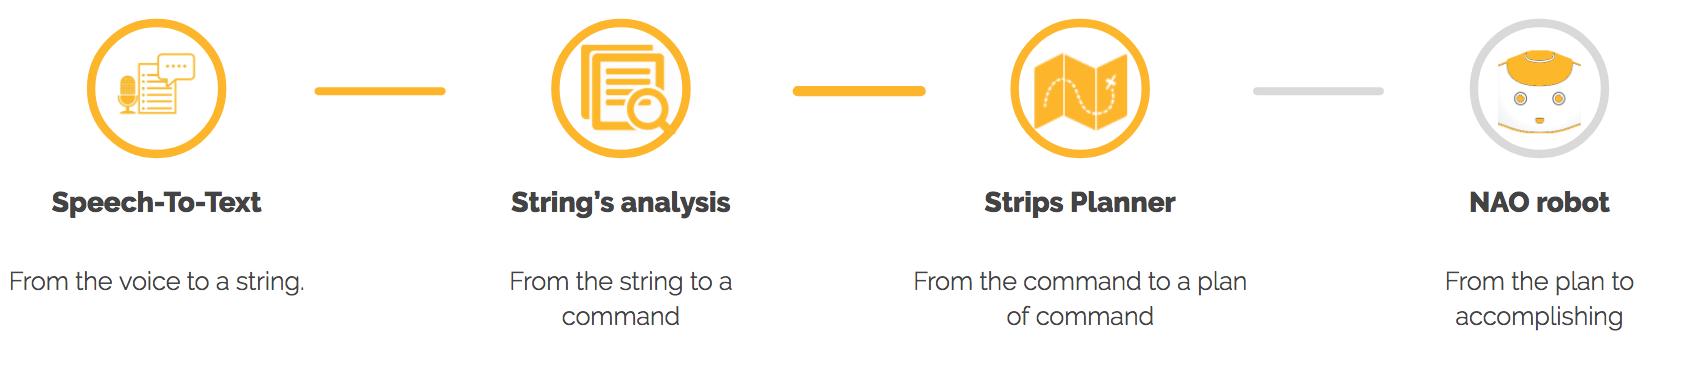 Speech-To-Text
From the voice to a string.
String’s analysis
From the string to a
command
Strips Planner
From the command to a plan
of command
NAO robot
From the plan to
accomplishing